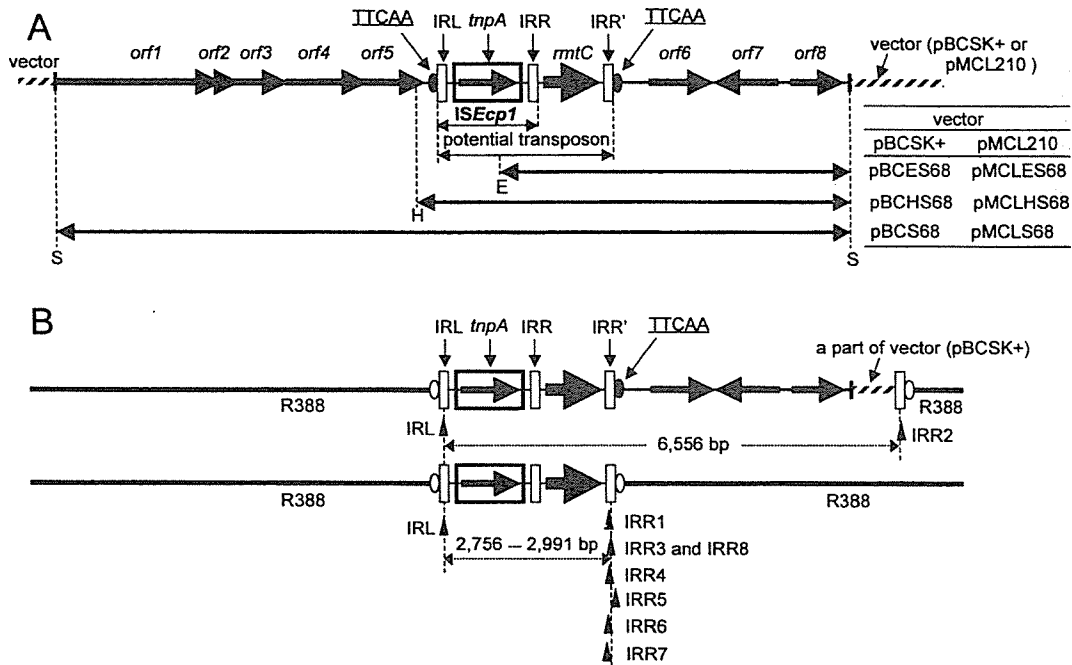 A
TTCAA IRL tnpA IRR IRR' TTCAA
vector orf1 orf2 orf3 orf4 orf5 rmtC orf6 orf7 orf8 vector (pBCSK+ or pMCL210 )
ISEcp1
potential transposon
E
H
S S
vector
pBCSK+ pMCL210
pBCES68 pMCLES68
pBCHS68 pMCLHS68
pBCS68 pMCLS68
B
IRL tnpA IRR IRR' TTCAA
a part of vector (pBCSK+)
R388 R388
IRL 6,556 bp IRR2
R388 R388
IRL 2,756 – 2,991 bp
IRR1
IRR3 and IRR8
IRR4
IRR5
IRR6
IRR7